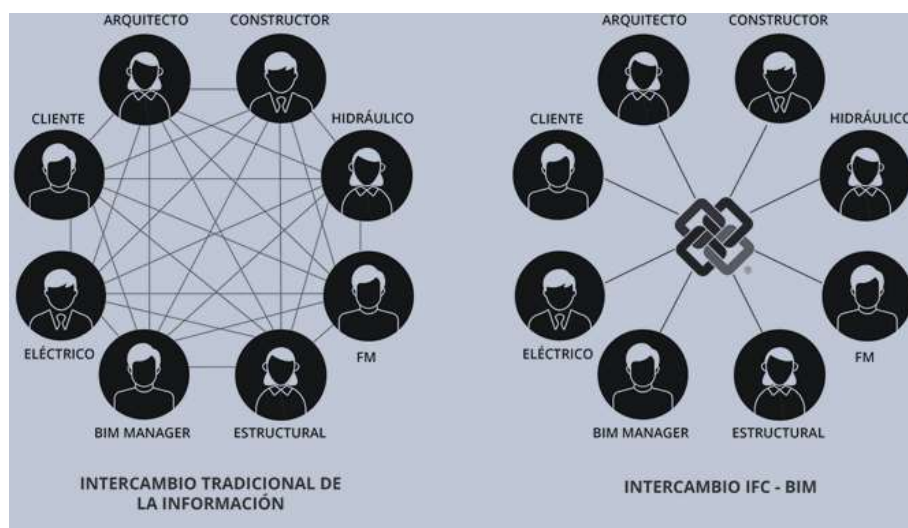 ARQUITECTO
CONSTRUCTOR
CLIENTE
HIDRÁULICO
ELÉCTRICO
FM
BIM MANAGER
ESTRUCTURAL
INTERCAMBIO TRADICIONAL DE
LA INFORMACIÓN
ARQUITECTO
CONSTRUCTOR
CLIENTE
HIDRÁULICO
ELÉCTRICO
FM
BIM MANAGER
ESTRUCTURAL
®
INTERCAMBIO IFC - BIM